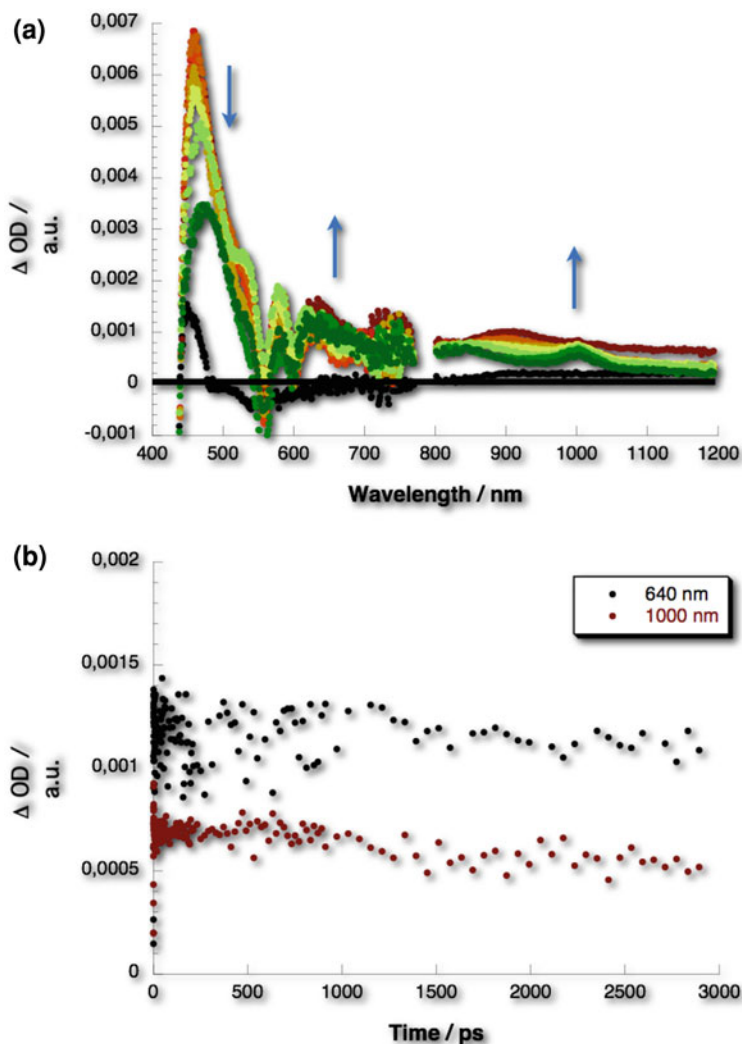 (a)
0,007
0,006
0,005
0,004
0,003
0,002
0,001
0
-0,001
Δ OD /
a.u.
400 500 600 700 800 900 1000 1100 1200
Wavelength / nm
(b)
0,002
0,0015
0,001
0,0005
0
Δ OD /
a.u.
640 nm
1000 nm
0 500 1000 1500 2000 2500 3000
Time / ps